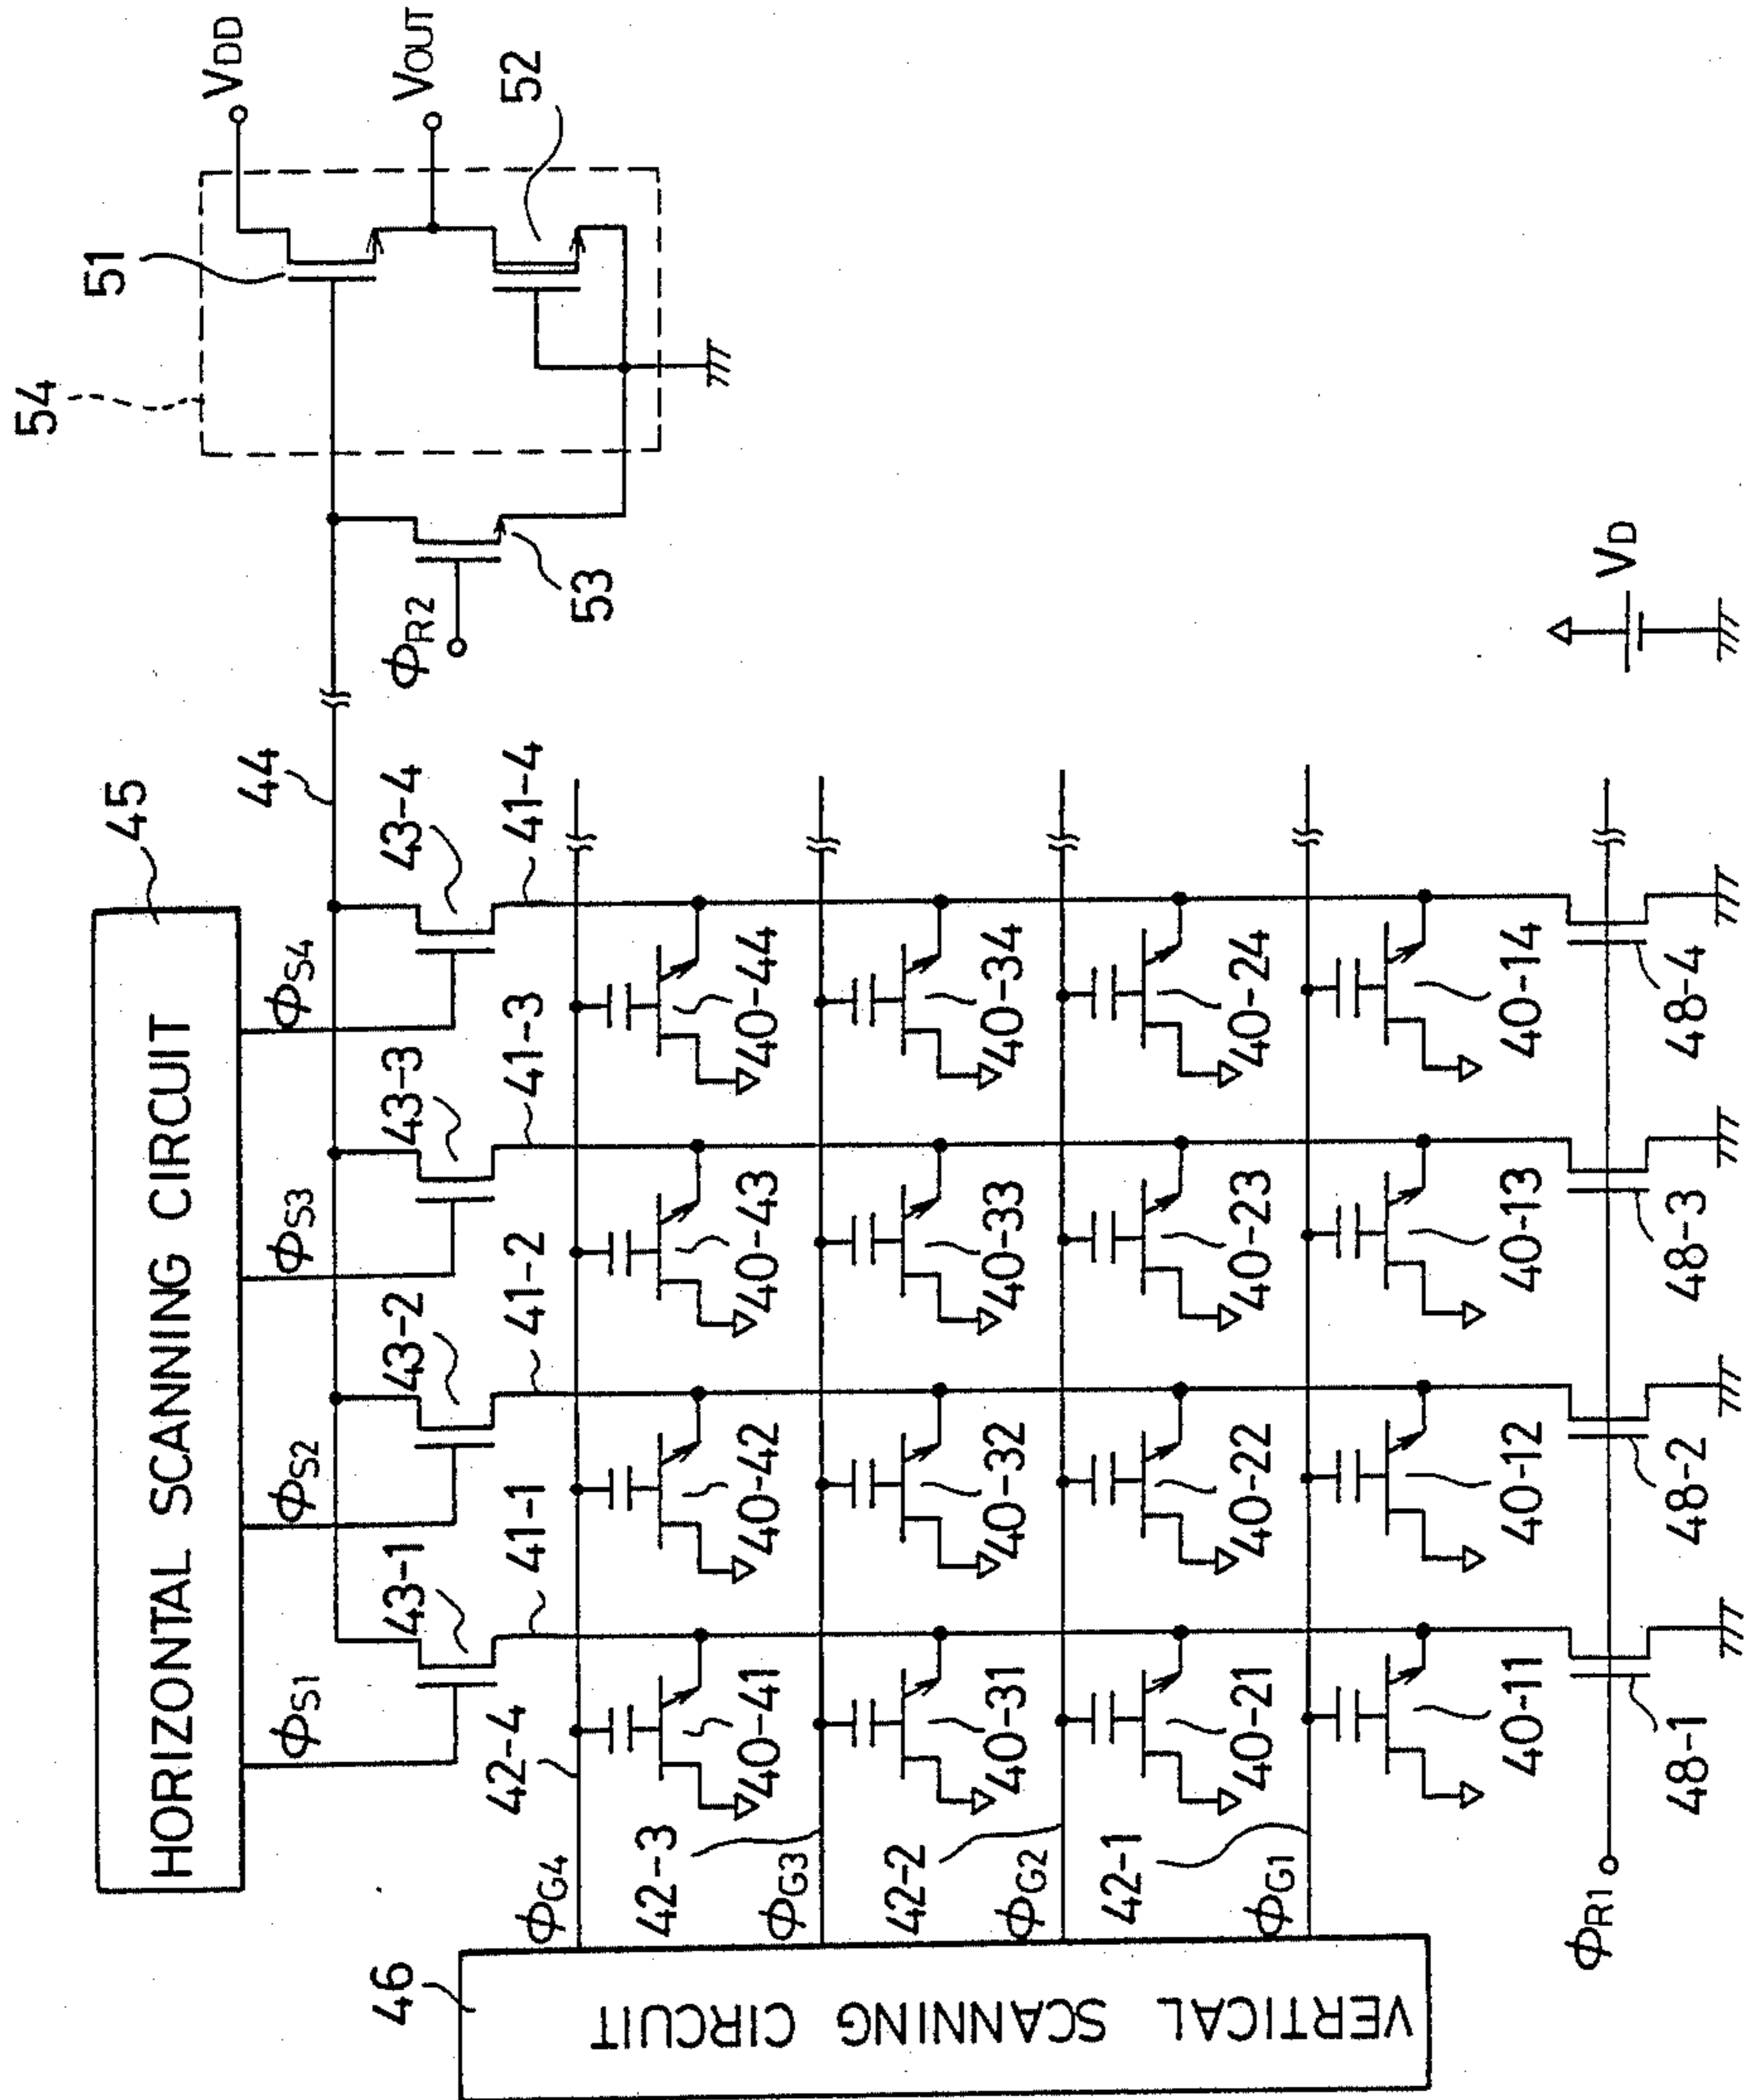 45
HORIZONTAL SCANNING CIRCUIT
ΦS1
ΦS2
ΦS3
ΦS4
44
43-1
43-2
43-3
43-4
41-1
41-2
41-3
41-4
54
51
VDD
VOUT
52
53
ΦR2
46
VERTICAL SCANNING CIRCUIT
ΦG4
42-4
40-41
40-42
40-43
40-44
42-3
ΦG3
40-31
40-32
40-33
40-34
42-2
ΦG2
40-21
40-22
40-23
40-24
42-1
ΦG1
40-11
40-12
40-13
40-14
ΦR1
48-1
48-2
48-3
48-4
VD